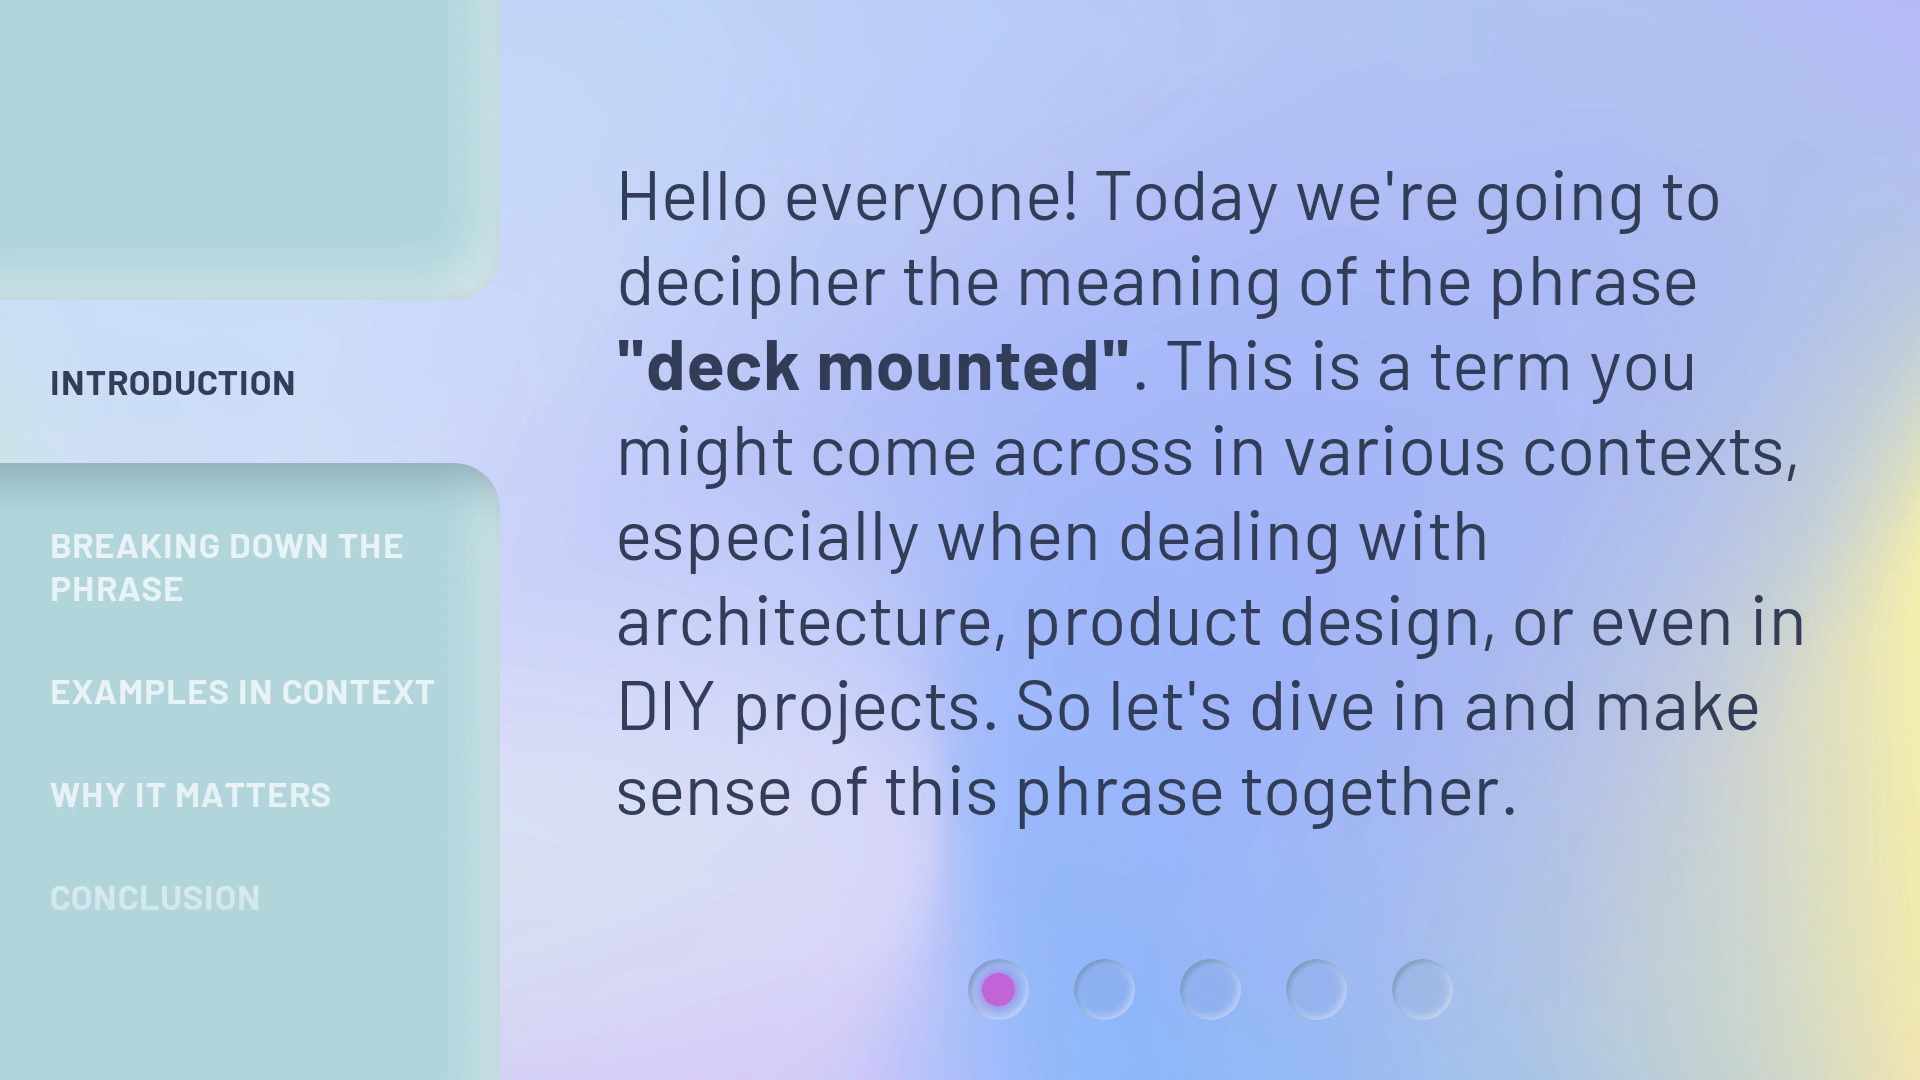 INTRODUCTION
BREAKING DOWN THE
PHRASE
EXAMPLES IN CONTEXT
WHY IT MATTERS
CONCLUSION
Hello everyone! Today we're going to
decipher the meaning of the phrase
"deck mounted". This is a term you
might come across in various contexts,
especially when dealing with
architecture, product design, or even in
DIY projects. So let's dive in and make
sense of this phrase together.